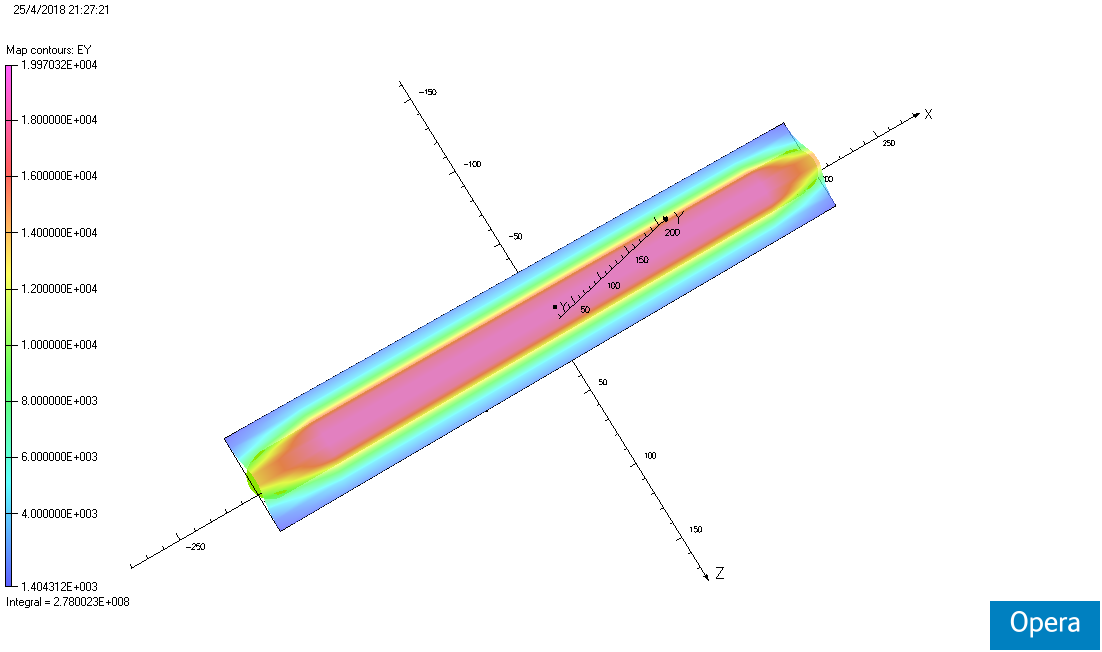 25/4/2018 21:27:21
Map contours: EY
1.997032E+004
1.800000E+004
1.600000E+004
1.400000E+004
1.200000E+004
1.000000E+004
8.000000E+003
6.000000E+003
4.000000E+003
1.404312E+003
Integral = 2.780023E+008
-150
-100
-50
X
250
Y
200
150
100
50
Y
50
100
150
Z
-250
Opera